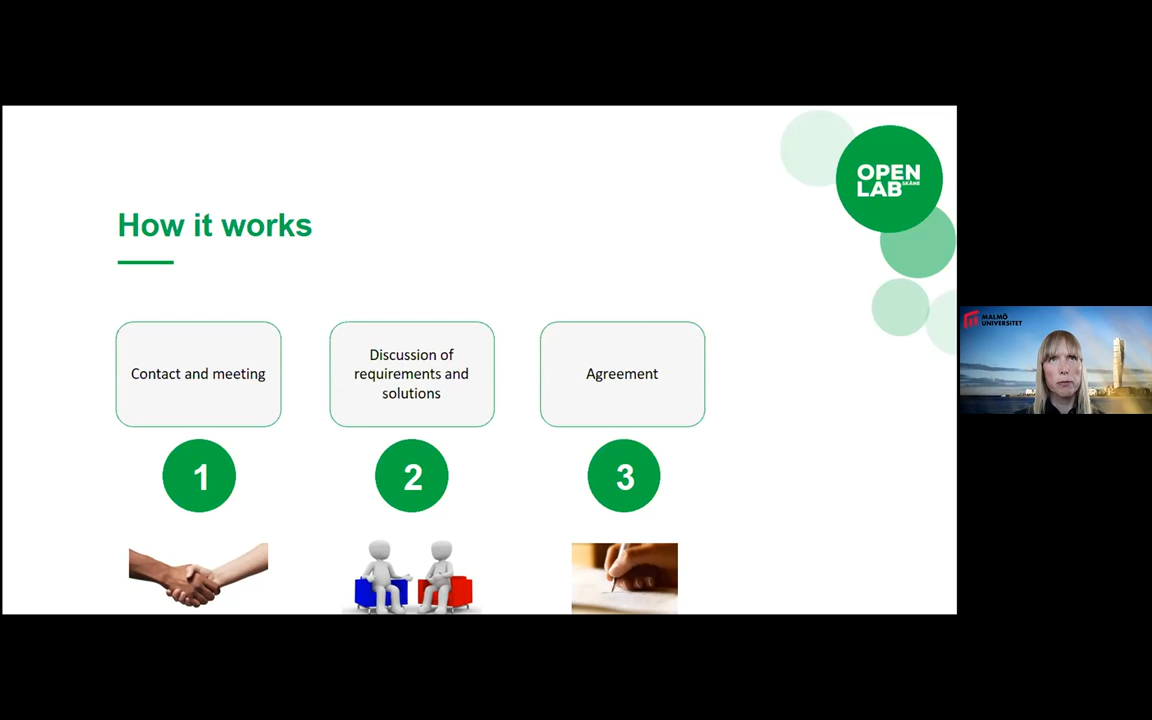 OPEN
LAB SKÅNE
How it works
Contact and meeting
Discussion of
requirements and
solutions
Agreement
1
2
3
MALMÖ
UNIVERSITET